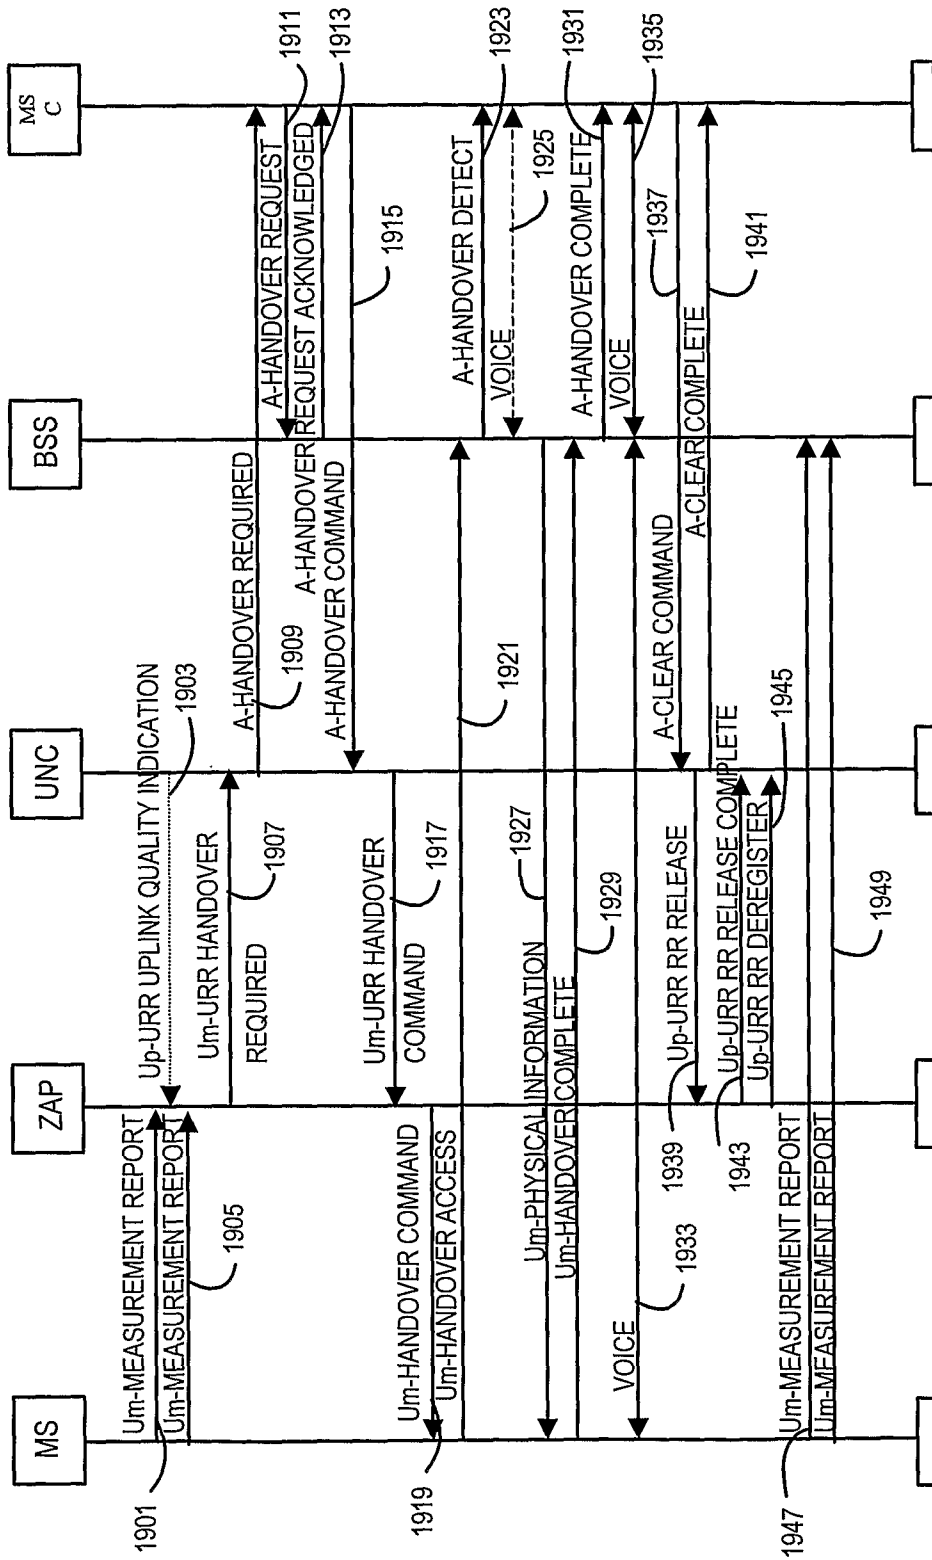 MS
ZAP
UNC
BSS
MS
C
Um-MEASUREMENT REPORT
1901
Up-URR UPLINK QUALITY INDICATION
1903
Um-MEASUREMENT REPORT
1905
Um-URR HANDOVER
REQUIRED
1907
A-HANDOVER REQUIRED
1909
A-HANDOVER REQUEST
1911
A-HANDOVER REQUEST ACKNOWLEDGED
1913
A-HANDOVER COMMAND
1915
Um-URR HANDOVER
COMMAND
1917
Um-HANDOVER COMMAND
1919
Um-HANDOVER ACCESS
1921
A-HANDOVER DETECT
1923
VOICE
1925
Um-PHYSICAL INFORMATION
1927
Um-HANDOVER COMPLETE
1929
A-HANDOVER COMPLETE
1931
VOICE
1933
VOICE
1935
A-CLEAR COMMAND
1937
Up-URR RR RELEASE
1939
A-CLEAR COMPLETE
1941
Up-URR RR RELEASE COMPLETE
1943
Up-URR RR DEREGISTER
1945
Um-MEASUREMENT REPORT
1947
Um-MEASUREMENT REPORT
1949